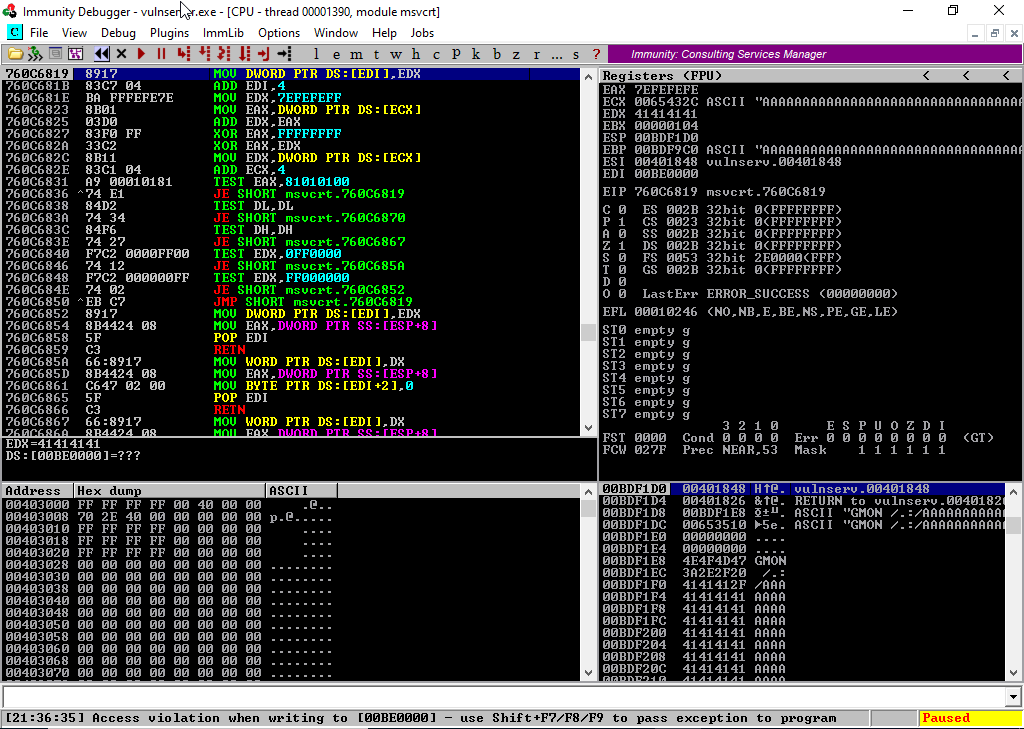 Immunity Debugger - vulnserver.exe - [CPU - thread 00001390, module msvcrt]
C File View Debug Plugins ImmLib Options Window Help Jobs
l e m t w h c P k b z r ... s ? Immunity: Consulting Services Manager
760C6819 8917 MOV DWORD PTR DS:[EDI],EDX
760C681B 83C7 04 ADD EDI,4
760C681E BA FFFEFE7E MOV EDX,7EFEFEFF
760C6823 8B01 MOV EAX,DWORD PTR DS:[ECX]
760C6825 03D0 ADD EDX,EAX
760C6827 83F0 FF XOR EAX,FFFFFFFF
760C682A 33C2 XOR EAX,EDX
760C682C 8B11 MOV EDX,DWORD PTR DS:[ECX]
760C682E 83C1 04 ADD ECX,4
760C6831 A9 00010181 TEST EAX,81010100
760C6836 ^74 E1 JE SHORT msvcrt.760C6819
760C6838 84D2 TEST DL,DL
760C683A 74 34 JE SHORT msvcrt.760C6870
760C683C 84F6 TEST DH,DH
760C683E 74 27 JE SHORT msvcrt.760C6867
760C6840 F7C2 0000FF00 TEST EDX,0FF0000
760C6846 74 12 JE SHORT msvcrt.760C685A
760C6848 F7C2 000000FF TEST EDX,FF000000
760C684E 74 02 JE SHORT msvcrt.760C6852
760C6850 ^EB C7 JMP SHORT msvcrt.760C6819
760C6852 8917 MOV DWORD PTR DS:[EDI],EDX
760C6854 8B4424 08 MOV EAX,DWORD PTR SS:[ESP+8]
760C6858 5F POP EDI
760C6859 C3 RETN
760C685A 66:8917 MOV WORD PTR DS:[EDI],DX
760C685D 8B4424 08 MOV EAX,DWORD PTR SS:[ESP+8]
760C6861 C647 02 00 MOV BYTE PTR DS:[EDI+2],0
760C6865 5F POP EDI
760C6866 C3 RETN
760C6867 66:8917 MOV WORD PTR DS:[EDI],DX
760C686A 8B4424 08 MOV EAX,DWORD PTR SS:[ESP+8]
EDX=41414141
DS:[00BE0000]=???
Registers (FPU) < < <
EAX 7EFEFEFE
ECX 0065432C ASCII "AAAAAAAAAAAAAAAAAAAAAAAAAAAAAAAAA
EDX 41414141
EBX 00000104
ESP 00BDF1D0
EBP 00BDF9C0 ASCII "AAAAAAAAAAAAAAAAAAAAAAAAAAAAAAAAA
ESI 00401848 vulnserv.00401848
EDI 00BE0000
EIP 760C6819 msvcrt.760C6819
C 0 ES 002B 32bit 0(FFFFFFFF)
P 1 CS 0023 32bit 0(FFFFFFFF)
A 0 SS 002B 32bit 0(FFFFFFFF)
Z 1 DS 002B 32bit 0(FFFFFFFF)
S 0 FS 0053 32bit 2E0000(FFF)
T 0 GS 002B 32bit 0(FFFFFFFF)
D 0
O 0 LastErr ERROR_SUCCESS (00000000)
EFL 00010246 (NO,NB,E,BE,NS,PE,GE,LE)
ST0 empty g
ST1 empty g
ST2 empty g
ST3 empty g
ST4 empty g
ST5 empty g
ST6 empty g
ST7 empty g
3 2 1 0 E S P U O Z D I
FST 0000 Cond 0 0 0 0 Err 0 0 0 0 0 0 0 0 (GT)
FCW 027F Prec NEAR,53 Mask 1 1 1 1 1 1
Address Hex dump ASCII
00403000 FF FF FF FF 00 40 00 00 .@..
00403008 70 2E 40 00 00 00 00 00 p.@.....
00403010 FF FF FF FF 00 00 00 00 ....
00403018 FF FF FF FF 00 00 00 00 ....
00403020 FF FF FF FF 00 00 00 00 ....
00403028 00 00 00 00 00 00 00 00 ........
00403030 00 00 00 00 00 00 00 00 ........
00403038 00 00 00 00 00 00 00 00 ........
00403040 00 00 00 00 00 00 00 00 ........
00403048 00 00 00 00 00 00 00 00 ........
00403050 00 00 00 00 00 00 00 00 ........
00403058 00 00 00 00 00 00 00 00 ........
00403060 00 00 00 00 00 00 00 00 ........
00403068 00 00 00 00 00 00 00 00 ........
00403070 00 00 00 00 00 00 00 00 ........
00BDF1D0 00401848 H↑@. vulnserv.00401848
00BDF1D4 00401826 &↑@. RETURN to vulnserv.0040182
00BDF1D8 00BDF1E8 ASCII "GMON /.:/AAAAAAAAAA
00BDF1DC 00653510 ►5e. ASCII "GMON /.:/AAAAAAAAAA
00BDF1E0 00000000 ....
00BDF1E4 00000000 ....
00BDF1E8 4E4F4D47 GMON
00BDF1EC 3A2E2F20 /.:
00BDF1F0 4141412F /AAA
00BDF1F4 41414141 AAAA
00BDF1F8 41414141 AAAA
00BDF1FC 41414141 AAAA
00BDF200 41414141 AAAA
00BDF204 41414141 AAAA
00BDF208 41414141 AAAA
00BDF20C 41414141 AAAA
00BDF210 41414141 AAAA
[21:36:35] Access violation when writing to [00BE0000] - use Shift+F7/F8/F9 to pass exception to program Paused